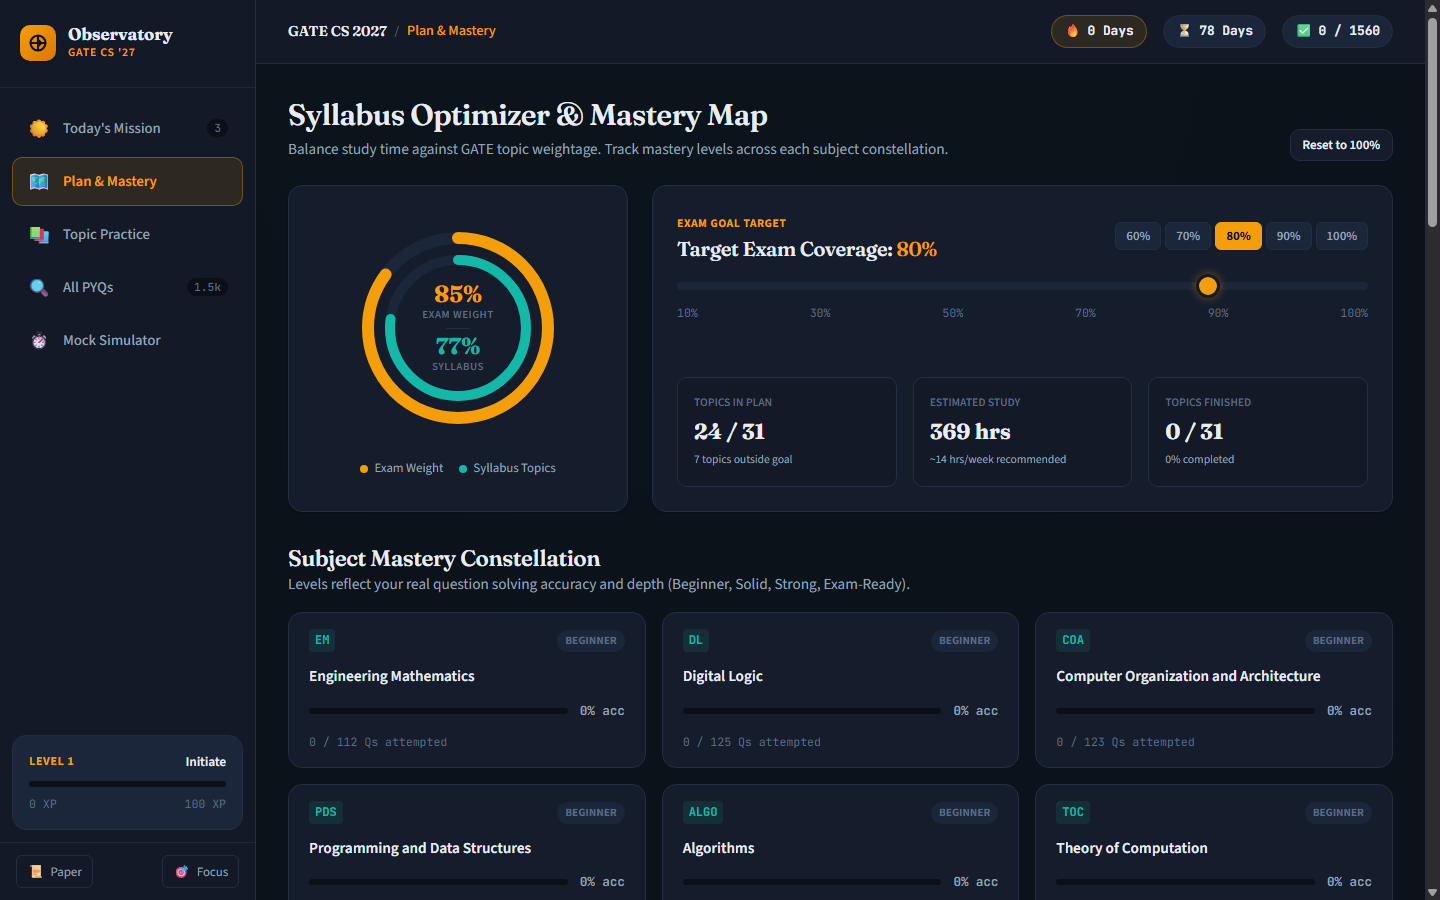 Observatory
GATE CS '27
Today's Mission 3
Plan & Mastery
Topic Practice
All PYQs 1.5k
Mock Simulator
LEVEL 1 Initiate
0 XP 100 XP
Paper Focus
GATE CS 2027 / Plan & Mastery
0 Days 78 Days 0 / 1560
Syllabus Optimizer & Mastery Map
Balance study time against GATE topic weightage. Track mastery levels across each subject constellation.
Reset to 100%
85%
EXAM WEIGHT
77%
SYLLABUS
Exam Weight Syllabus Topics
EXAM GOAL TARGET
Target Exam Coverage: 80%
60% 70% 80% 90% 100%
10% 30% 50% 70% 90% 100%
TOPICS IN PLAN
24 / 31
7 topics outside goal
ESTIMATED STUDY
369 hrs
~14 hrs/week recommended
TOPICS FINISHED
0 / 31
0% completed
Subject Mastery Constellation
Levels reflect your real question solving accuracy and depth (Beginner, Solid, Strong, Exam-Ready).
EM BEGINNER
Engineering Mathematics
0% acc
0 / 112 Qs attempted
DL BEGINNER
Digital Logic
0% acc
0 / 125 Qs attempted
COA BEGINNER
Computer Organization and Architecture
0% acc
0 / 123 Qs attempted
PDS BEGINNER
Programming and Data Structures
0% acc
ALGO BEGINNER
Algorithms
0% acc
TOC BEGINNER
Theory of Computation
0% acc